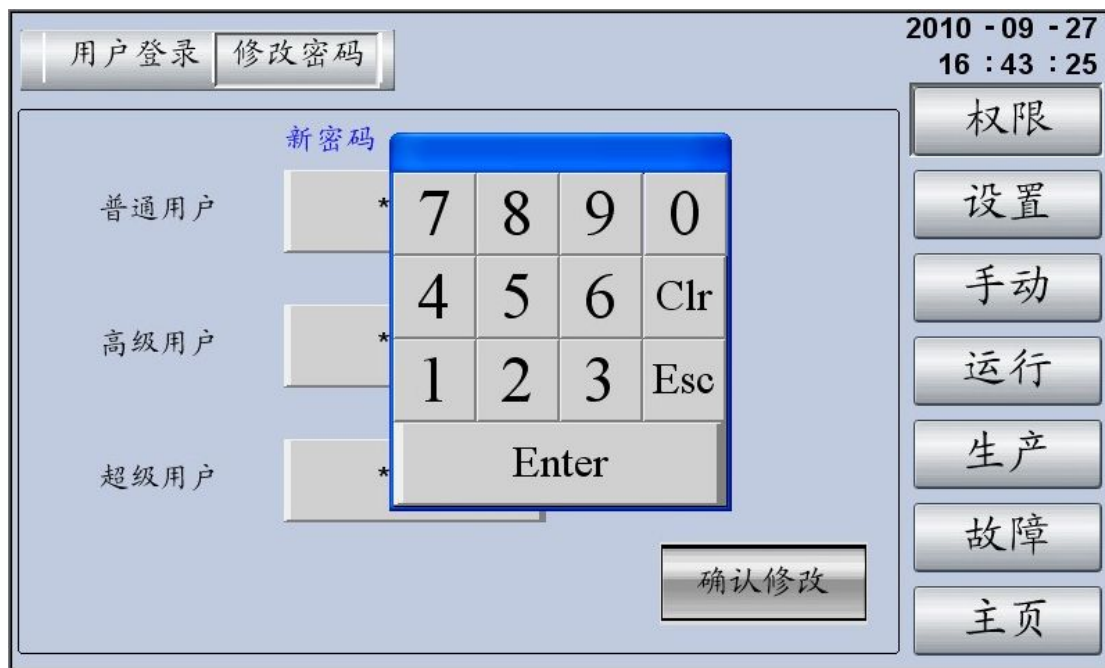 用户登录 修改密码
2010 - 09 - 27
16 : 43 : 25
新密码
普通用户 *
高级用户 *
超级用户 *
7 8 9 0
4 5 6 Clr
1 2 3 Esc
Enter
确认修改
权限
设置
手动
运行
生产
故障
主页